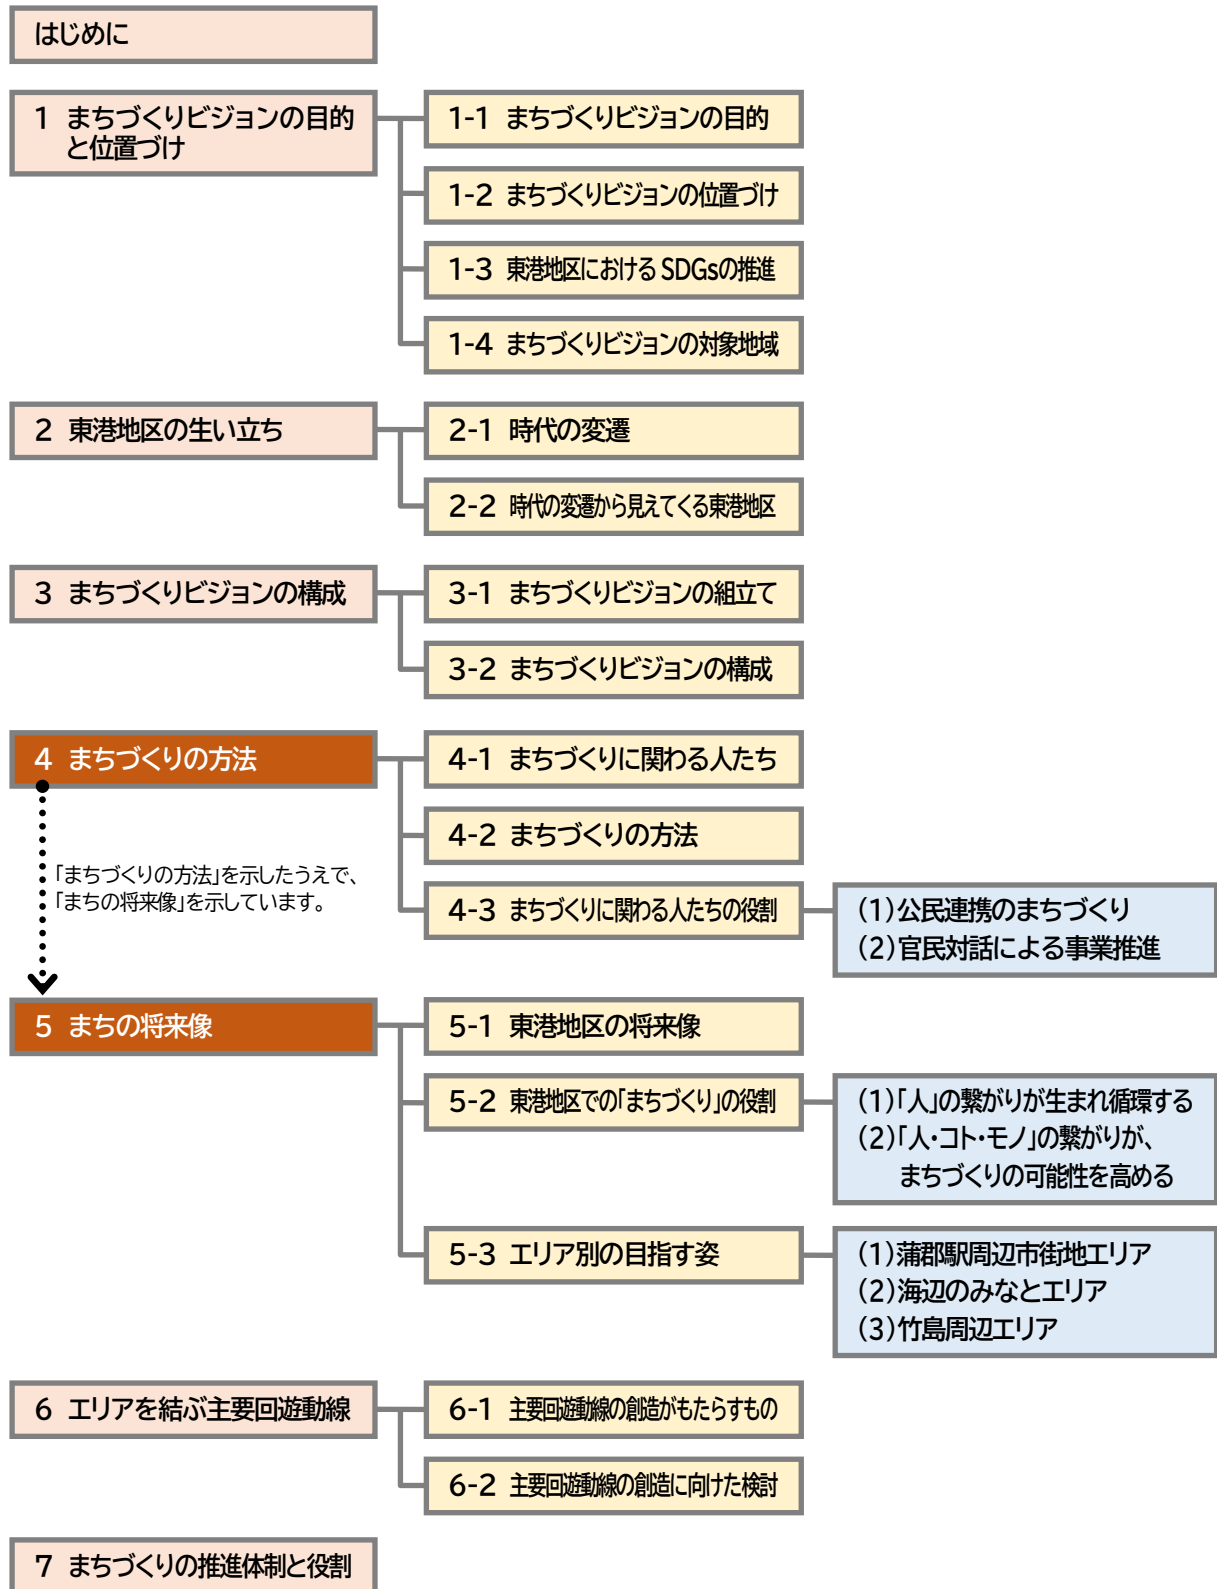 はじめに
1 まちづくりビジョンの目的
と位置づけ
1-1 まちづくりビジョンの目的
1-2 まちづくりビジョンの位置づけ
1-3 東港地区における SDGsの推進
1-4 まちづくりビジョンの対象地域
2 東港地区の生い立ち
2-1 時代の変遷
2-2 時代の変遷から見えてくる東港地区
3 まちづくりビジョンの構成
3-1 まちづくりビジョンの組立て
3-2 まちづくりビジョンの構成
4 まちづくりの方法
4-1 まちづくりに関わる人たち
4-2 まちづくりの方法
4-3 まちづくりに関わる人たちの役割
(1)公民連携のまちづくり
(2)官民対話による事業推進
「まちづくりの方法」を示したうえで、
「まちの将来像」を示しています。
5 まちの将来像
5-1 東港地区の将来像
5-2 東港地区での「まちづくり」の役割
(1)「人」の繋がりが生まれ循環する
(2)「人・コト・モノ」の繋がりが、
まちづくりの可能性を高める
5-3 エリア別の目指す姿
(1)蒲郡駅周辺市街地エリア
(2)海辺のみなとエリア
(3)竹島周辺エリア
6 エリアを結ぶ主要回遊動線
6-1 主要回遊動線の創造がもたらすもの
6-2 主要回遊動線の創造に向けた検討
7 まちづくりの推進体制と役割